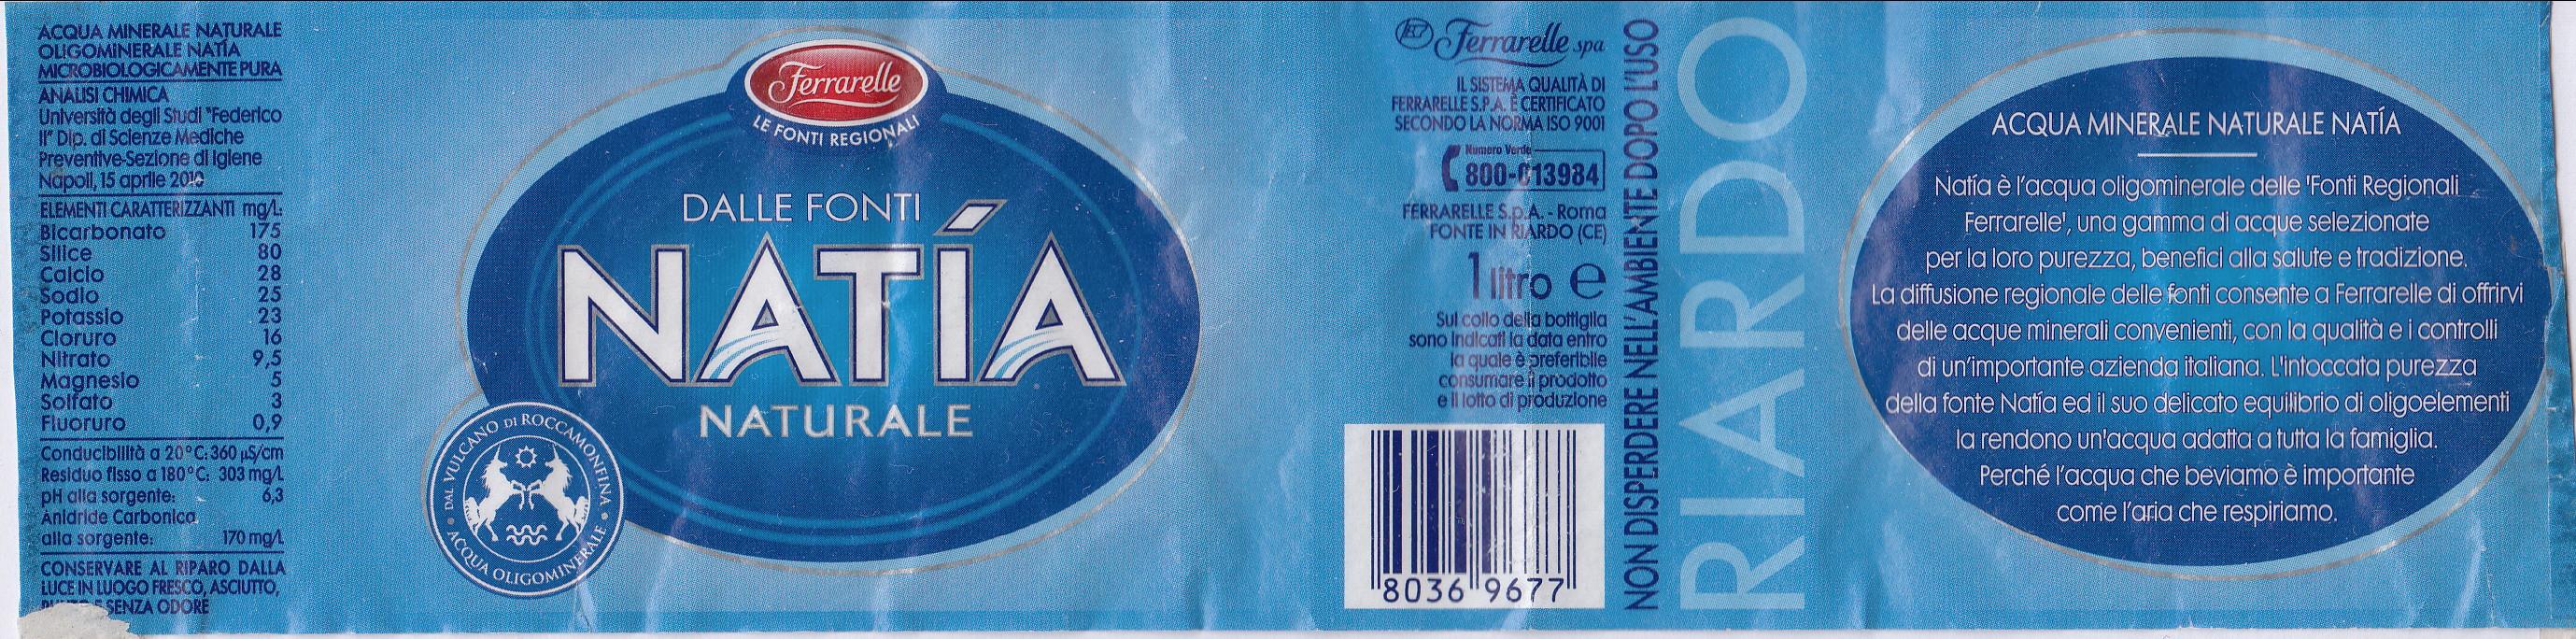 ACQUA MINERALE NATURALE
OLIGOMINERALE NATÍA
MICROBIOLOGICAMENTE PURA
ANALISI CHIMICA
Università degli Studi "Federico
II" Dip. di Scienze Mediche
Preventive-Sezione di Igiene
Napoli, 15 aprile 2010
ELEMENTI CARATTERIZZANTI mg/L:
Bicarbonato 175
Silice 80
Calcio 28
Sodio 25
Potassio 23
Cloruro 16
Nitrato 9,5
Magnesio 5
Solfato 3
Fluoruro 0,9
Conducibilità a 20°C: 360 µS/cm
Residuo fisso a 180°C: 303 mg/L
pH alla sorgente: 6,3
Anidride Carbonica
alla sorgente: 170 mg/L
CONSERVARE AL RIPARO DALLA
LUCE IN LUOGO FRESCO, ASCIUTTO,
E SENZA ODORE
Ferrarelle
LE FONTI REGIONALI
DALLE FONTI
NATÍA
NATURALE
DAL VULCANO DI ROCCAMONFINA
ACQUA OLIGOMINERALE
Ferrarelle spa
IL SISTEMA QUALITÀ DI
FERRARELLE S.P.A. È CERTIFICATO
SECONDO LA NORMA ISO 9001
Numero Verde
800-013984
FERRARELLE S.p.A. - Roma
FONTE IN RIARDO (CE)
1 litro e
Sul collo della bottiglia
sono indicati la data entro
la quale è preferibile
consumare il prodotto
e il lotto di produzione
8036 9677
NON DISPERDERE NELL'AMBIENTE DOPO L'USO
RIARDO
ACQUA MINERALE NATURALE NATÍA
Natía è l'acqua oligominerale delle 'Fonti Regionali
Ferrarelle', una gamma di acque selezionate
per la loro purezza, benefici alla salute e tradizione.
La diffusione regionale delle fonti consente a Ferrarelle di offrirvi
delle acque minerali convenienti, con la qualità e i controlli
di un'importante azienda italiana. L'intoccata purezza
della fonte Natía ed il suo delicato equilibrio di oligoelementi
la rendono un'acqua adatta a tutta la famiglia.
Perché l'acqua che beviamo è importante
come l'aria che respiriamo.